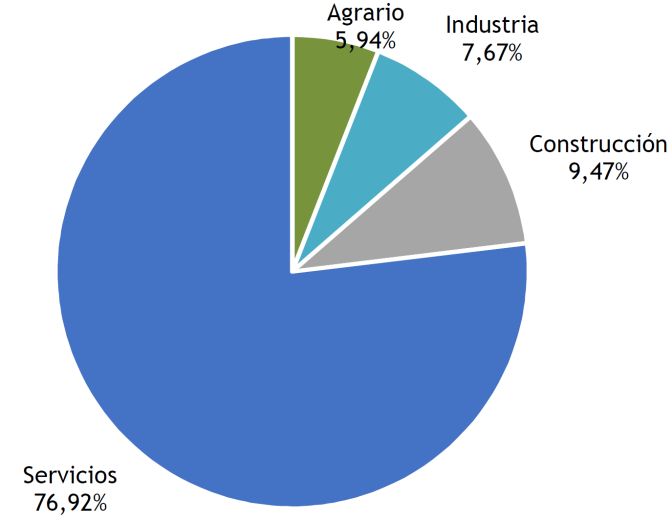 Agrario
5,94%
Industria
7,67%
Construcción
9,47%
Servicios
76,92%